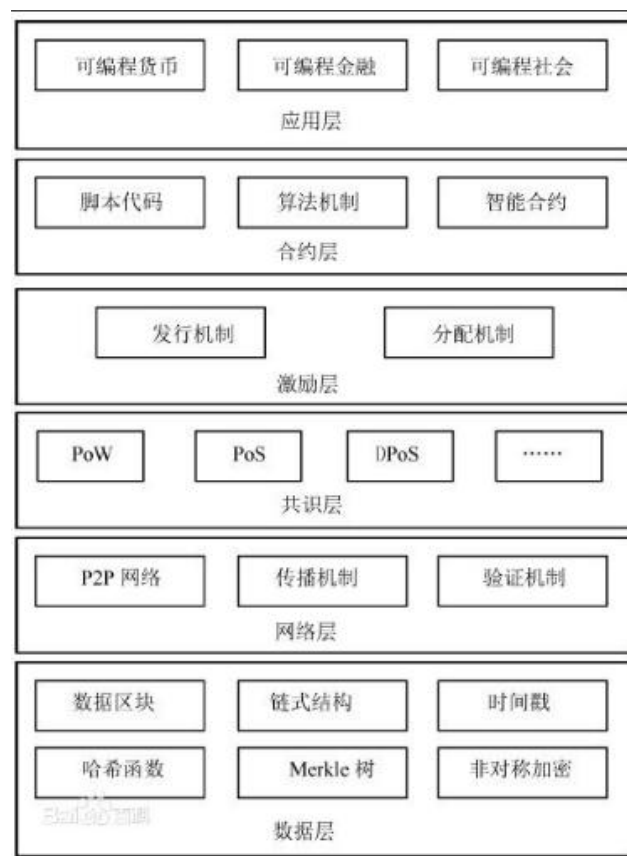 可编程货币 可编程金融 可编程社会
应用层
脚本代码 算法机制 智能合约
合约层
发行机制 分配机制
激励层
PoW PoS DPoS ······
共识层
P2P 网络 传播机制 验证机制
网络层
数据区块 链式结构 时间戳
哈希函数 Merkle 树 非对称加密
Bai 百科
数据层